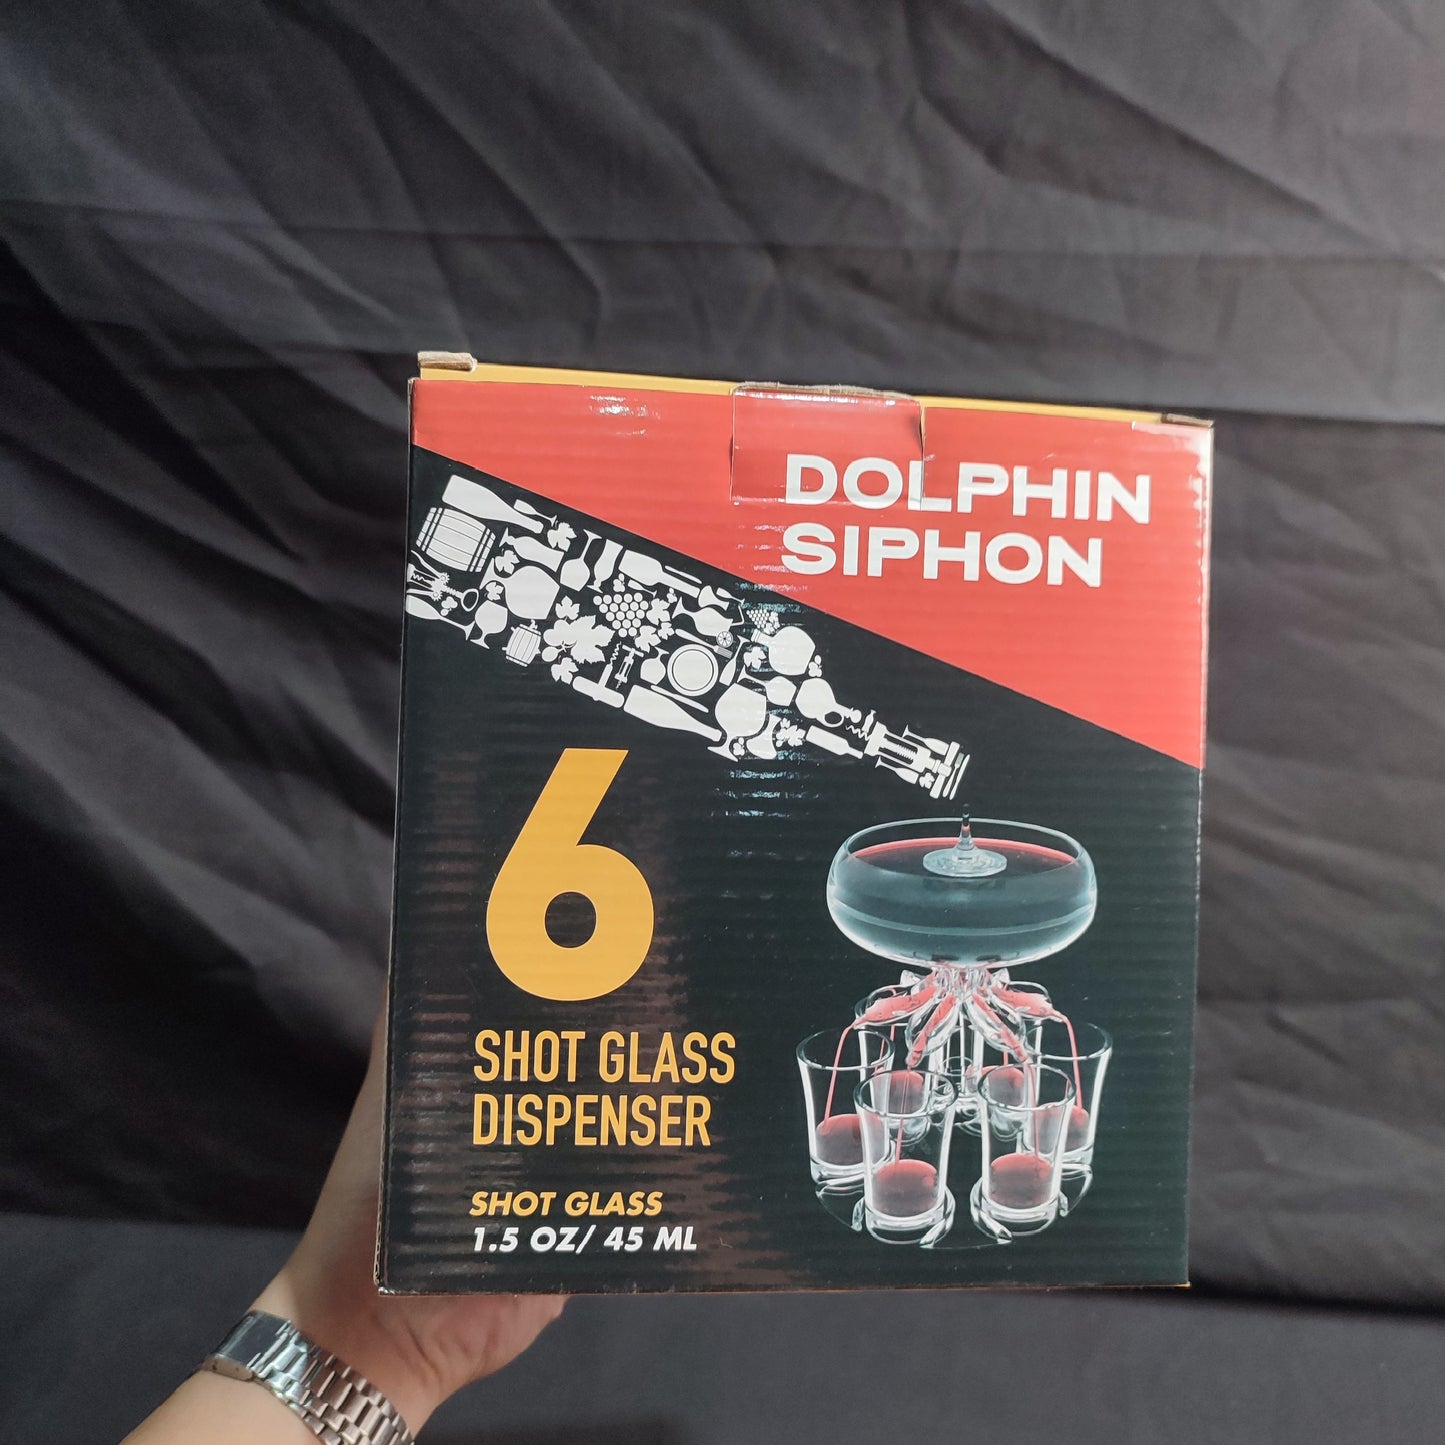 DOLPHIN
SIPHON
6
SHOT GLASS
DISPENSER
SHOT GLASS
1.5 OZ/ 45 ML